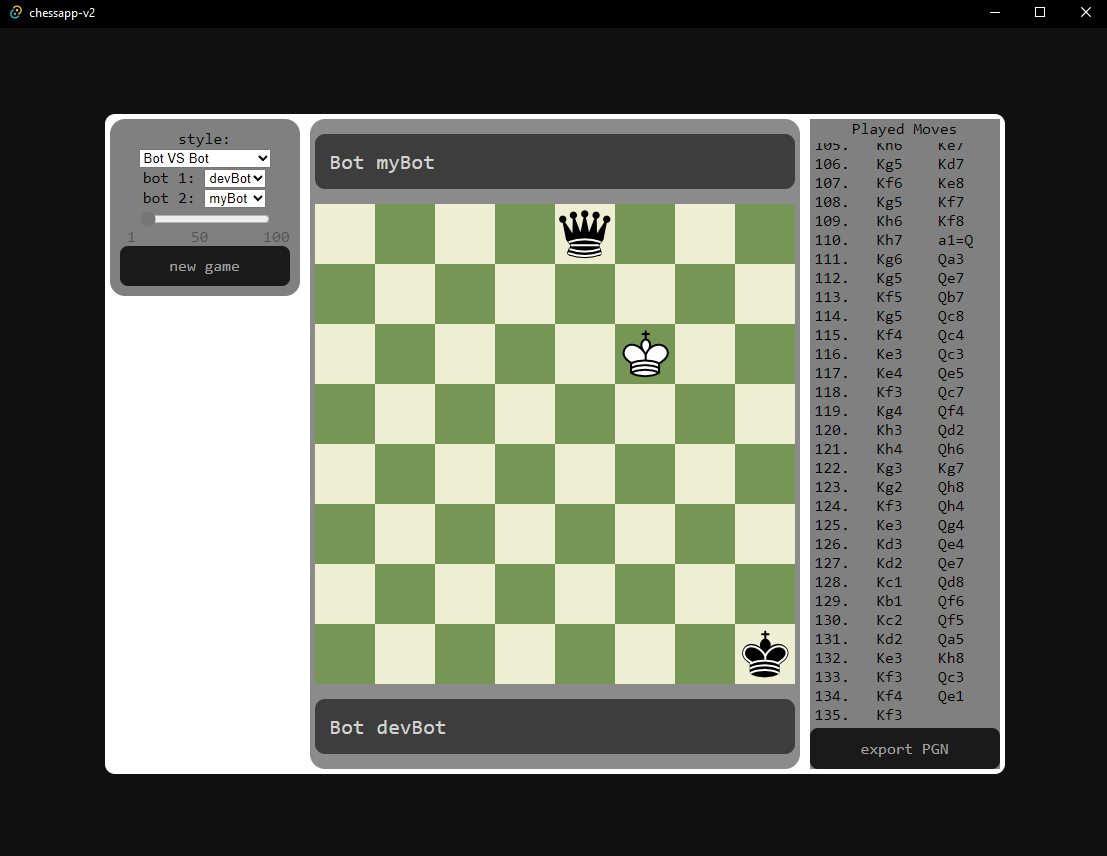 chessapp-v2
style:
Bot VS Bot
bot 1: devBot
bot 2: myBot
1 50 100
new game
Bot myBot
Bot devBot
Played Moves
105. Kh6 Ke7
106. Kg5 Kd7
107. Kf6 Ke8
108. Kg5 Kf7
109. Kh6 Kf8
110. Kh7 a1=Q
111. Kg6 Qa3
112. Kg5 Qe7
113. Kf5 Qb7
114. Kg5 Qc8
115. Kf4 Qc4
116. Ke3 Qc3
117. Ke4 Qe5
118. Kf3 Qc7
119. Kg4 Qf4
120. Kh3 Qd2
121. Kh4 Qh6
122. Kg3 Kg7
123. Kg2 Qh8
124. Kf3 Qh4
125. Ke3 Qg4
126. Kd3 Qe4
127. Kd2 Qe7
128. Kc1 Qd8
129. Kb1 Qf6
130. Kc2 Qf5
131. Kd2 Qa5
132. Ke3 Kh8
133. Kf3 Qc3
134. Kf4 Qe1
135. Kf3
export PGN